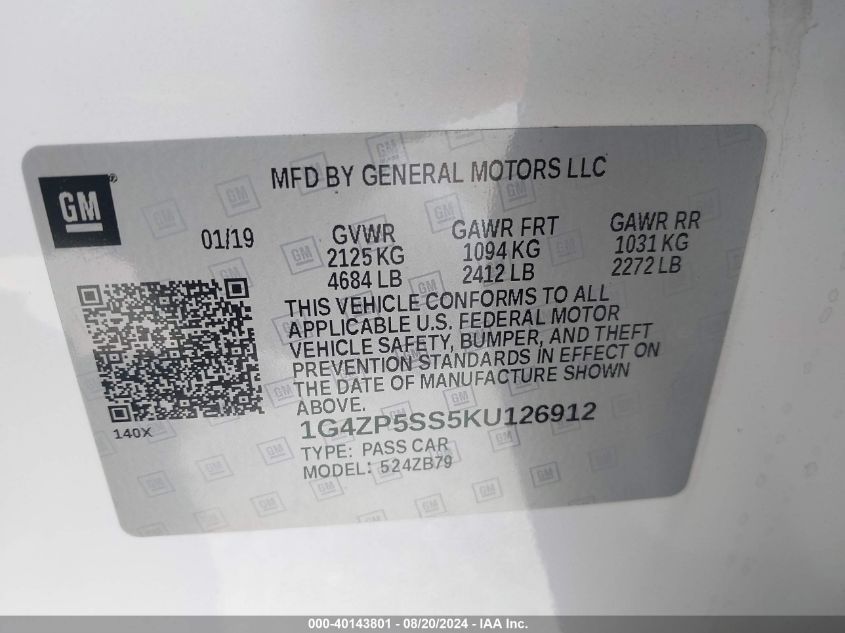 GM
MFD BY GENERAL MOTORS LLC
01/19
GVWR
2125 KG
4684 LB
GAWR FRT
1094 KG
2412 LB
GAWR RR
1031 KG
2272 LB
THIS VEHICLE CONFORMS TO ALL
APPLICABLE U.S. FEDERAL MOTOR
VEHICLE SAFETY, BUMPER, AND THEFT
PREVENTION STANDARDS IN EFFECT ON
THE DATE OF MANUFACTURE SHOWN
ABOVE.
140X
1G4ZP5SS5KU126912
TYPE: PASS CAR
MODEL: 524ZB79
000-40143801 - 08/20/2024 - IAA Inc.